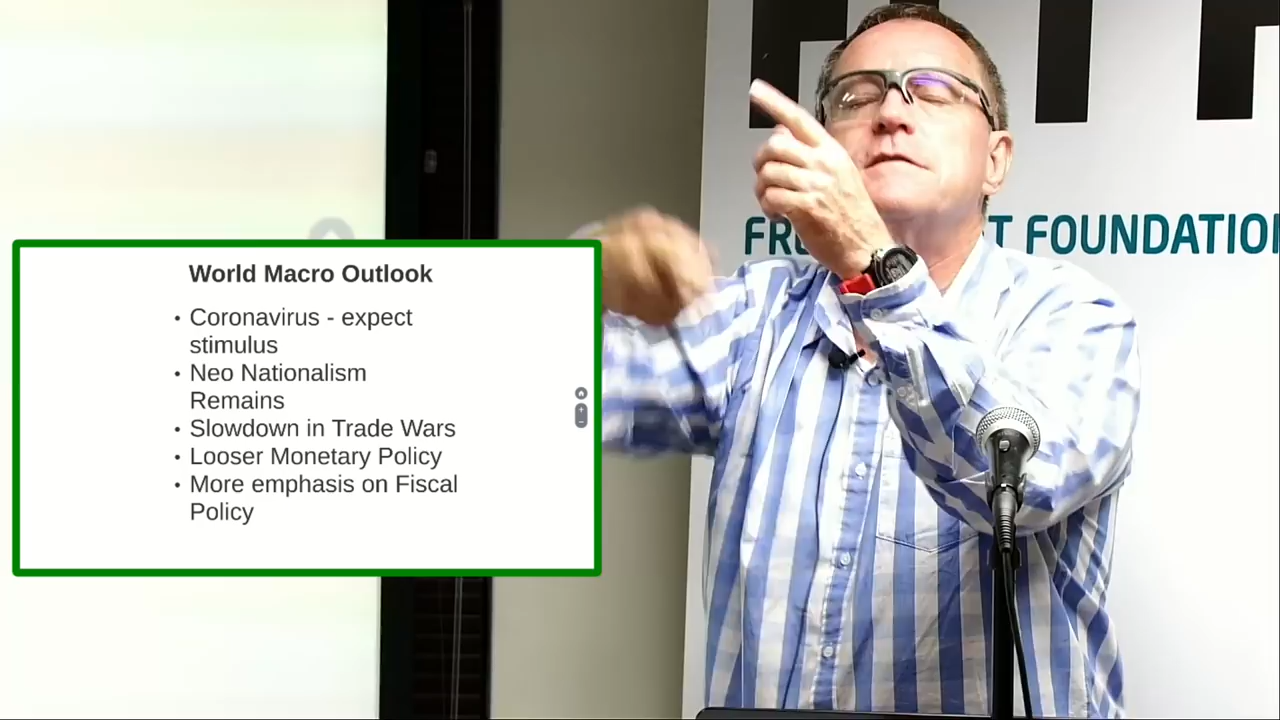 World Macro Outlook
• Coronavirus - expect
stimulus
• Neo Nationalism
Remains
• Slowdown in Trade Wars
• Looser Monetary Policy
• More emphasis on Fiscal
Policy
FOUNDATION